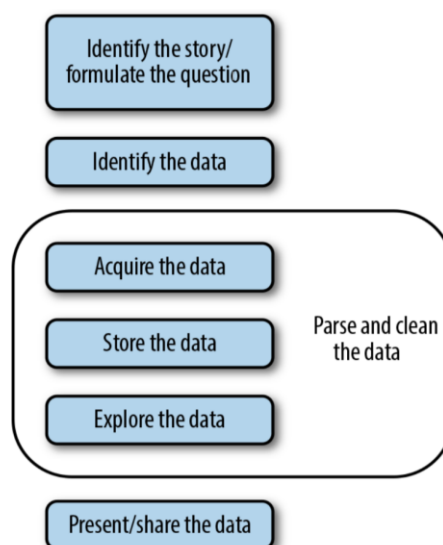 Identify the story/
formulate the question
Identify the data
Acquire the data
Store the data
Parse and clean
the data
Explore the data
Present/share the data